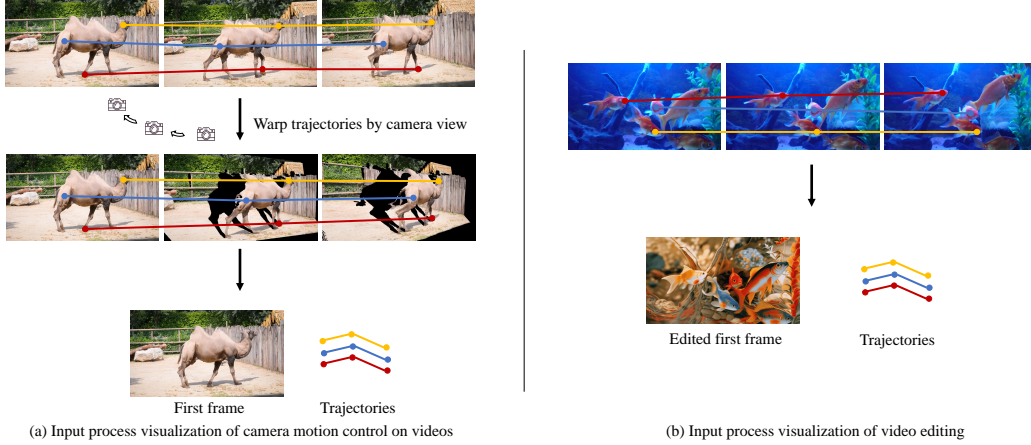 Warp trajectories by camera view
First frame
Trajectories
(a) Input process visualization of camera motion control on videos
Edited first frame
Trajectories
(b) Input process visualization of video editing